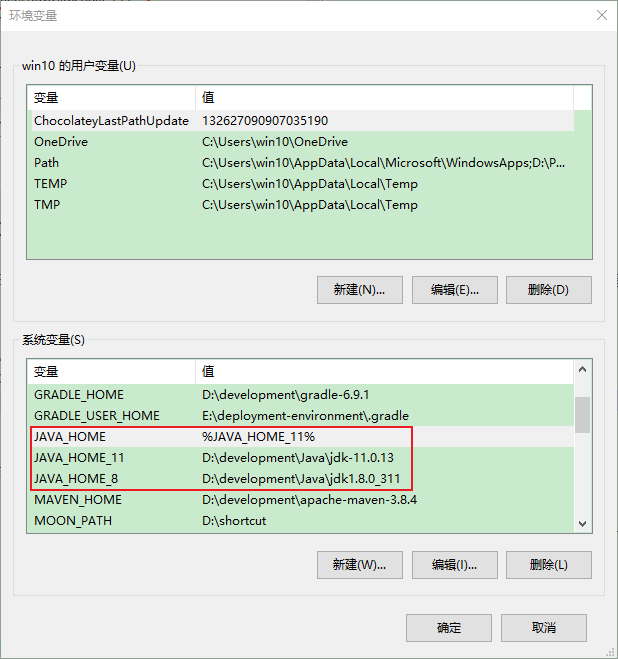 环境变量
win10 的用户变量(U)
变量 值
ChocolateyLastPathUpdate 132627090907035190
OneDrive C:\Users\win10\OneDrive
Path C:\Users\win10\AppData\Local\Microsoft\WindowsApps;D:\P...
TEMP C:\Users\win10\AppData\Local\Temp
TMP C:\Users\win10\AppData\Local\Temp
新建(N)... 编辑(E)... 删除(D)
系统变量(S)
变量 值
GRADLE_HOME D:\development\gradle-6.9.1
GRADLE_USER_HOME E:\deployment-environment\.gradle
JAVA_HOME %JAVA_HOME_11%
JAVA_HOME_11 D:\development\Java\jdk-11.0.13
JAVA_HOME_8 D:\development\Java\jdk1.8.0_311
MAVEN_HOME D:\development\apache-maven-3.8.4
MOON_PATH D:\shortcut
新建(W)... 编辑(I)... 删除(L)
确定 取消